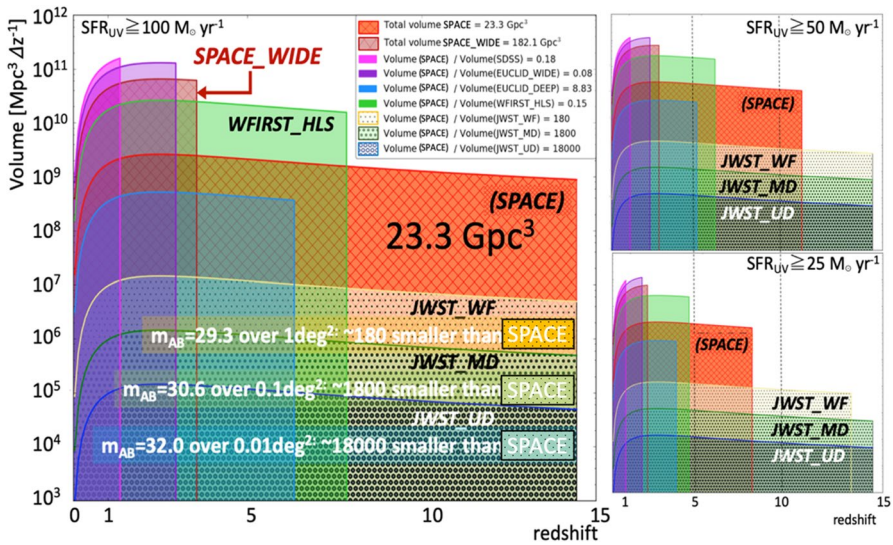 SFR_UV≧100 M☉ yr⁻¹
SPACE_WIDE
WFIRST_HLS
Total volume SPACE = 23.3 Gpc³
Total volume SPACE_WIDE = 182.1 Gpc³
Volume (SPACE) / Volume(SDSS) = 0.18
Volume (SPACE) / Volume(EUCLID_WIDE) = 0.08
Volume (SPACE) / Volume(EUCLID_DEEP) = 8.83
Volume (SPACE) / Volume(WFIRST_HLS) = 0.15
Volume (SPACE) / Volume(JWST_WF) = 180
Volume (SPACE) / Volume(JWST_MD) = 1800
Volume (SPACE) / Volume(JWST_UD) = 18000
(SPACE)
23.3 Gpc³
JWST_WF
m_AB=29.3 over 1deg²: ~180 smaller than SPACE
JWST_MD
m_AB=30.6 over 0.1deg²: ~1800 smaller than SPACE
JWST_UD
m_AB=32.0 over 0.01deg²: ~18000 smaller than SPACE
Volume [Mpc³ Δz⁻¹]
10¹²
10¹¹
10¹⁰
10⁹
10⁸
10⁷
10⁶
10⁵
10⁴
10³
0 1 5 10 15
redshift
SFR_UV≧50 M☉ yr⁻¹
(SPACE)
JWST_WF
JWST_MD
JWST_UD
SFR_UV≧25 M☉ yr⁻¹
(SPACE)
JWST_WF
JWST_MD
JWST_UD
1 5 10 15
redshift